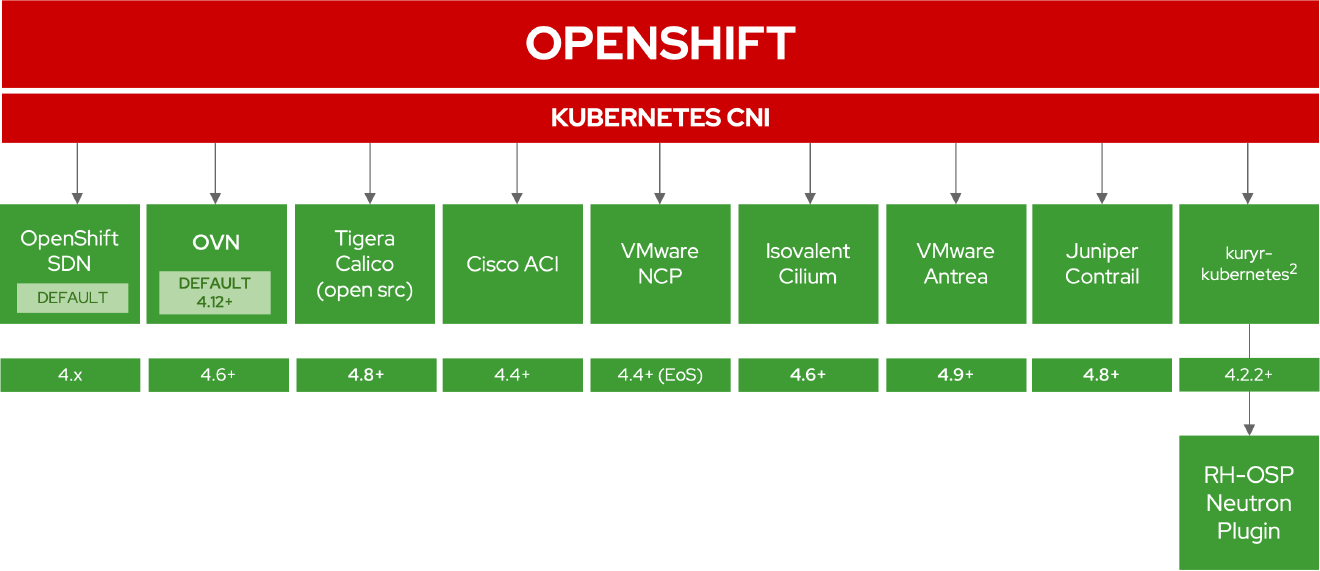 OPENSHIFT
KUBERNETES CNI
OpenShift
SDN
DEFAULT
OVN
DEFAULT
4.12+
Tigera
Calico
(open src)
Cisco ACI
VMware
NCP
Isovalent
Cilium
VMware
Antrea
Juniper
Contrail
kuryr-
kubernetes²
4.x
4.6+
4.8+
4.4+
4.4+ (EoS)
4.6+
4.9+
4.8+
4.2.2+
RH-OSP
Neutron
Plugin